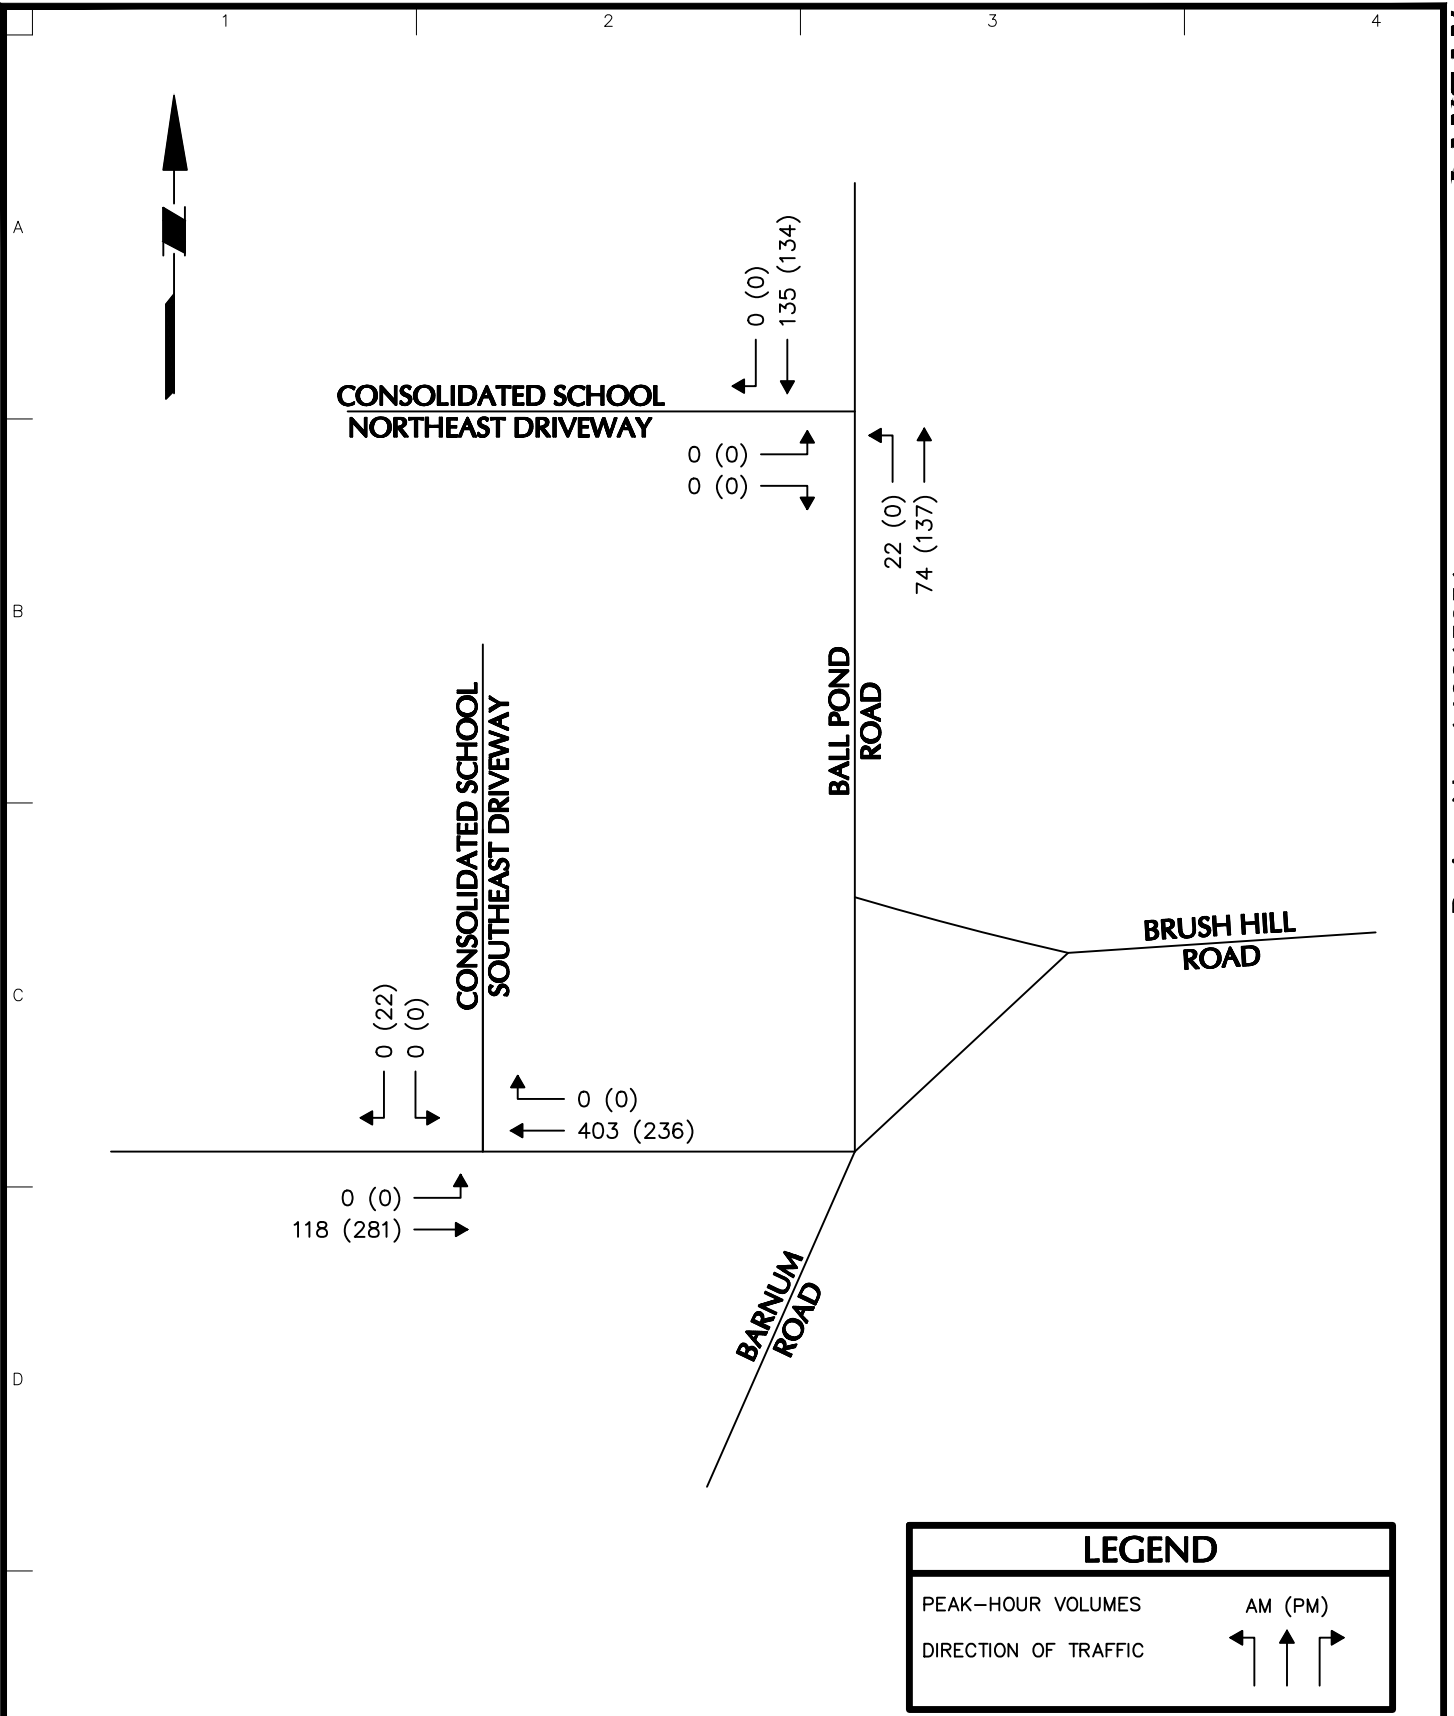 1
2
3
4
A
B
C
D
0 (0)
135 (134)
CONSOLIDATED SCHOOL
NORTHEAST DRIVEWAY
0 (0)
0 (0)
22 (0)
74 (137)
BALL POND
ROAD
CONSOLIDATED SCHOOL
SOUTHEAST DRIVEWAY
BRUSH HILL
ROAD
0 (22)
0 (0)
0 (0)
403 (236)
0 (0)
118 (281)
BARNUM
ROAD
LEGEND
PEAK-HOUR VOLUMES
AM (PM)
DIRECTION OF TRAFFIC